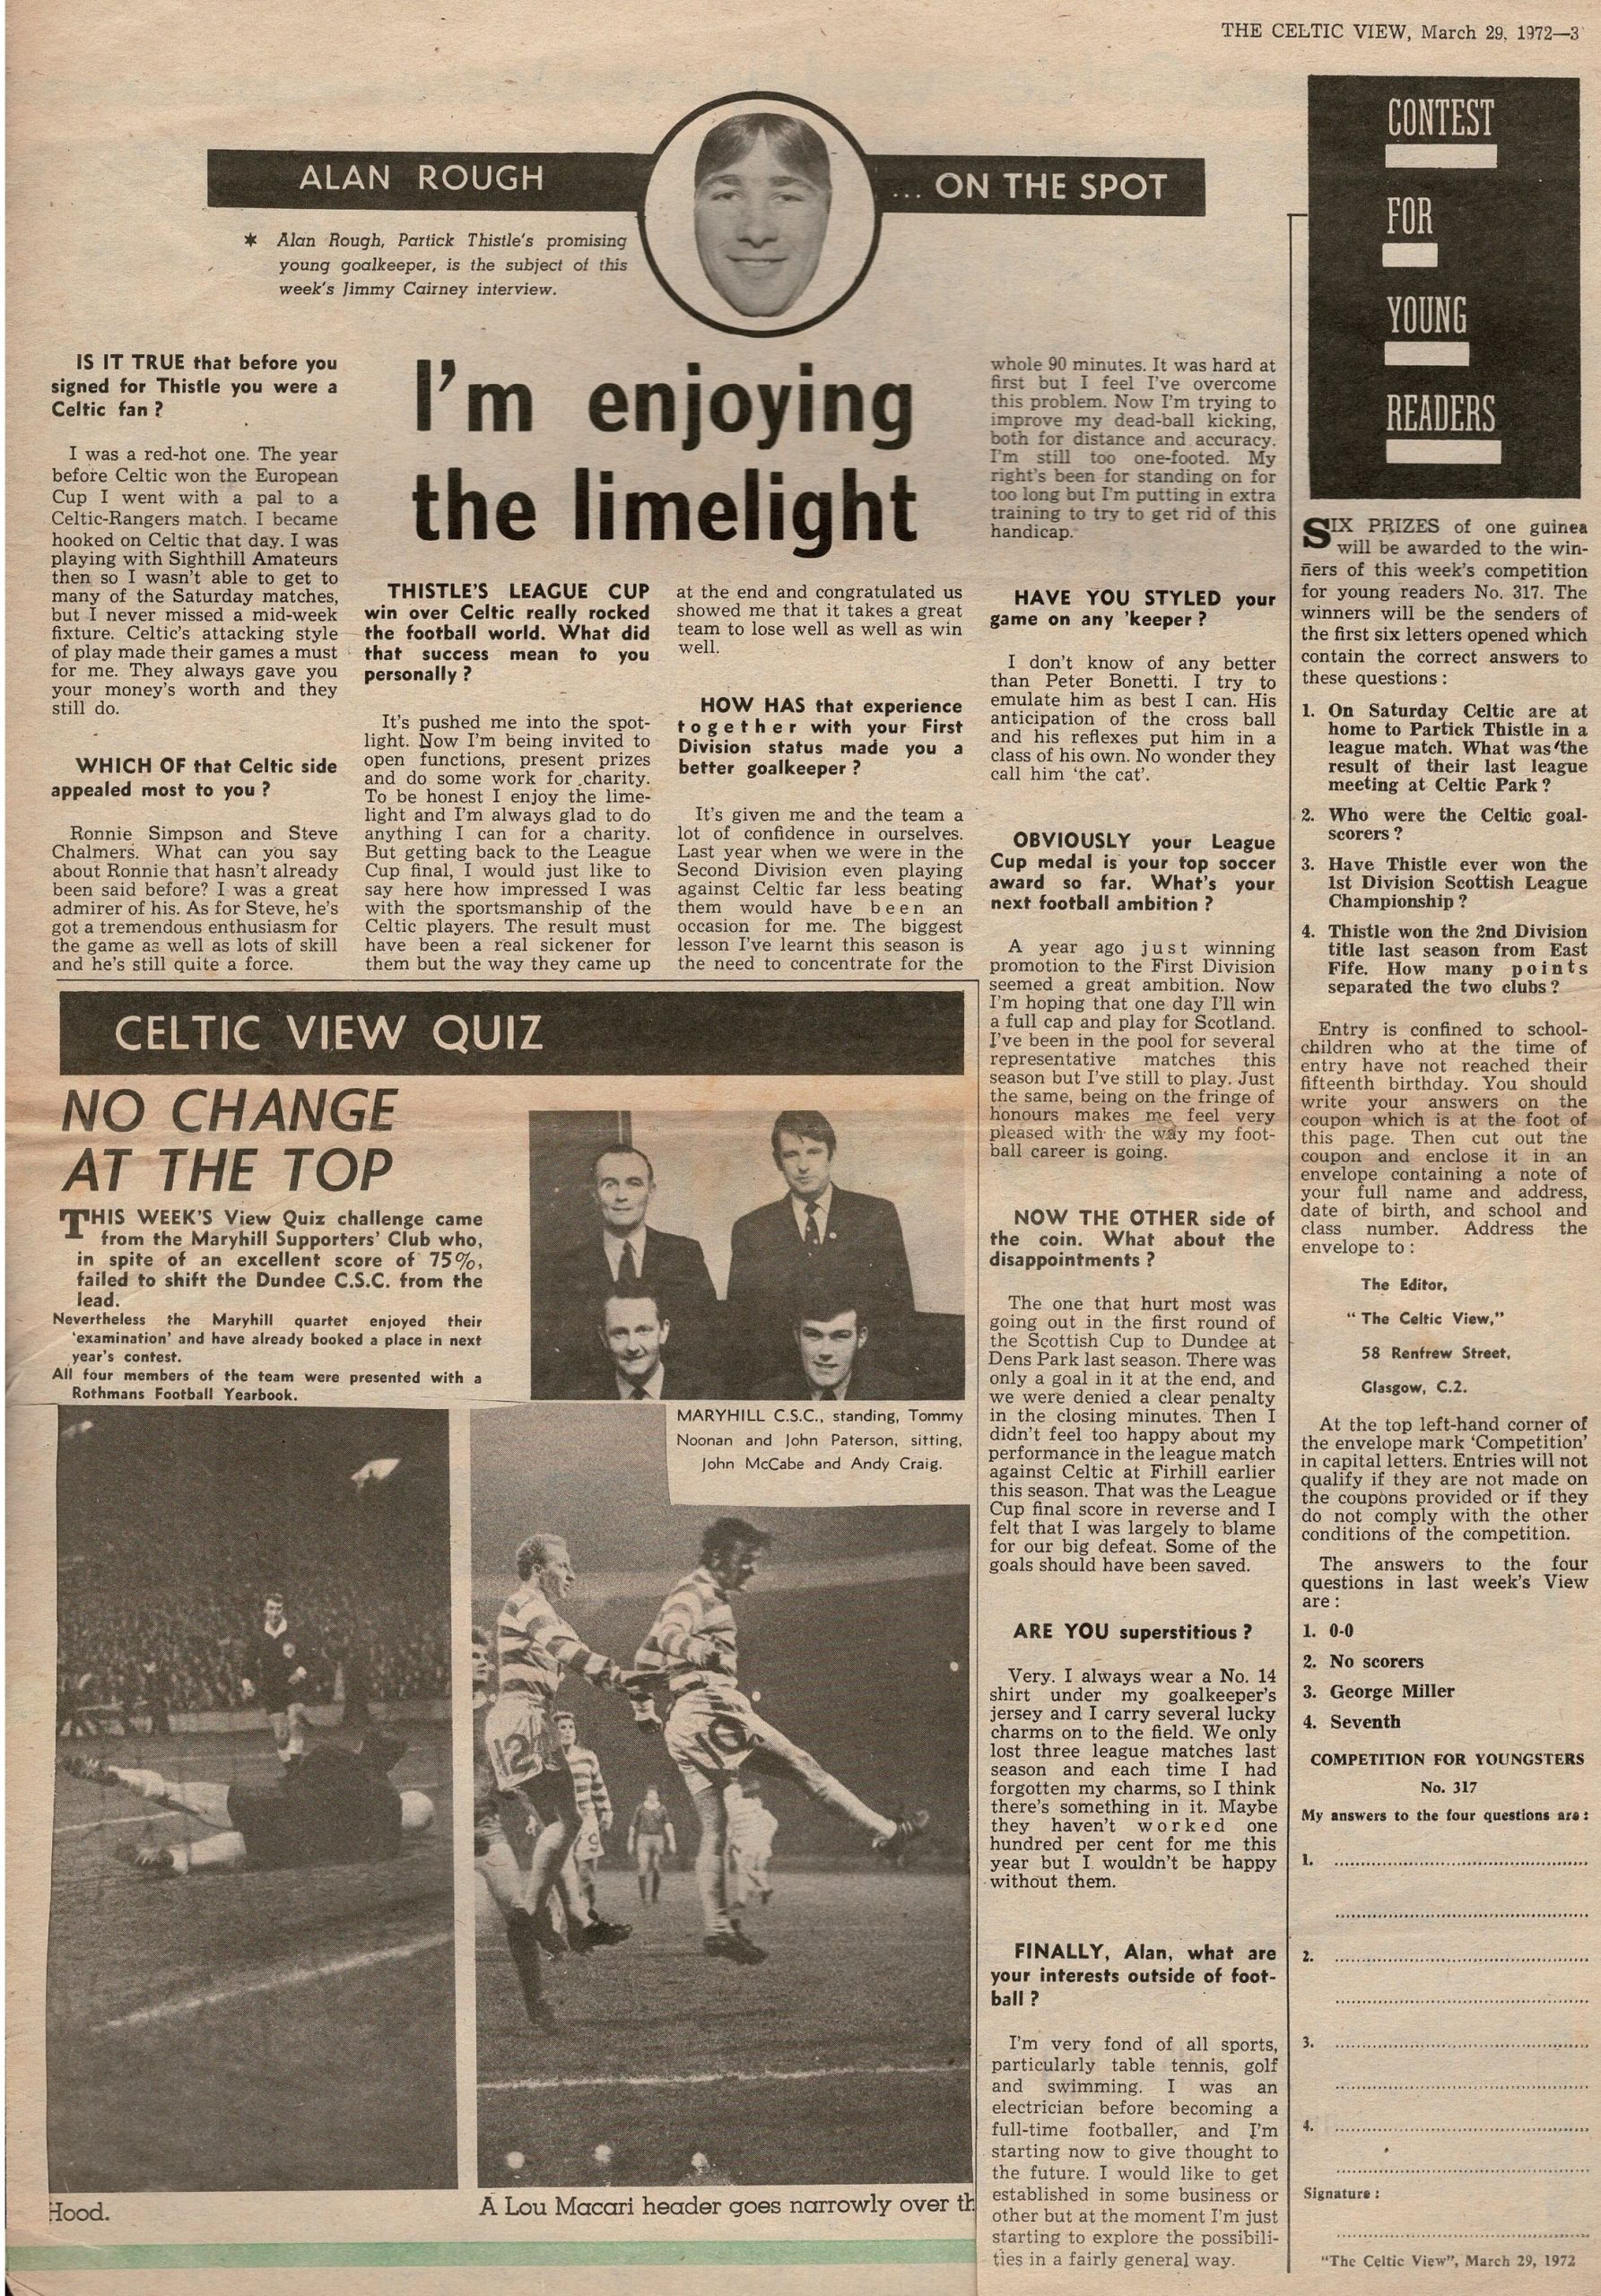 THE CELTIC VIEW, March 29, 1972—3
ALAN ROUGH
... ON THE SPOT
* Alan Rough, Partick Thistle's promising
young goalkeeper, is the subject of this
week's Jimmy Cairney interview.
I'm enjoying
the limelight
IS IT TRUE that before you
signed for Thistle you were a
Celtic fan ?
I was a red-hot one. The year
before Celtic won the European
Cup I went with a pal to a
Celtic-Rangers match. I became
hooked on Celtic that day. I was
playing with Sighthill Amateurs
then so I wasn't able to get to
many of the Saturday matches,
but I never missed a mid-week
fixture. Celtic's attacking style
of play made their games a must
for me. They always gave you
your money's worth and they
still do.
WHICH OF that Celtic side
appealed most to you ?
Ronnie Simpson and Steve
Chalmers. What can you say
about Ronnie that hasn't already
been said before? I was a great
admirer of his. As for Steve, he's
got a tremendous enthusiasm for
the game as well as lots of skill
and he's still quite a force.
THISTLE'S LEAGUE CUP
win over Celtic really rocked
the football world. What did
that success mean to you
personally ?
It's pushed me into the spot-
light. Now I'm being invited to
open functions, present prizes
and do some work for charity.
To be honest I enjoy the lime-
light and I'm always glad to do
anything I can for a charity.
But getting back to the League
Cup final, I would just like to
say here how impressed I was
with the sportsmanship of the
Celtic players. The result must
have been a real sickener for
them but the way they came up
at the end and congratulated us
showed me that it takes a great
team to lose well as well as win
well.
HOW HAS that experience
together with your First
Division status made you a
better goalkeeper ?
It's given me and the team a
lot of confidence in ourselves.
Last year when we were in the
Second Division even playing
against Celtic far less beating
them would have been an
occasion for me. The biggest
lesson I've learnt this season is
the need to concentrate for the
whole 90 minutes. It was hard at
first but I feel I've overcome
this problem. Now I'm trying to
improve my dead-ball kicking,
both for distance and accuracy.
I'm still too one-footed. My
right's been for standing on for
too long but I'm putting in extra
training to try to get rid of this
handicap.
HAVE YOU STYLED your
game on any 'keeper ?
I don't know of any better
than Peter Bonetti. I try to
emulate him as best I can. His
anticipation of the cross ball
and his reflexes put him in a
class of his own. No wonder they
call him 'the cat'.
OBVIOUSLY your League
Cup medal is your top soccer
award so far. What's your
next football ambition ?
A year ago just winning
promotion to the First Division
seemed a great ambition. Now
I'm hoping that one day I'll win
a full cap and play for Scotland.
I've been in the pool for several
representative matches this
season but I've still to play. Just
the same, being on the fringe of
honours makes me feel very
pleased with the way my foot-
ball career is going.
NOW THE OTHER side of
the coin. What about the
disappointments ?
The one that hurt most was
going out in the first round of
the Scottish Cup to Dundee at
Dens Park last season. There was
only a goal in it at the end, and
we were denied a clear penalty
in the closing minutes. Then I
didn't feel too happy about my
performance in the league match
against Celtic at Firhill earlier
this season. That was the League
Cup final score in reverse and I
felt that I was largely to blame
for our big defeat. Some of the
goals should have been saved.
ARE YOU superstitious ?
Very. I always wear a No. 14
shirt under my goalkeeper's
jersey and I carry several lucky
charms on to the field. We only
lost three league matches last
season and each time I had
forgotten my charms, so I think
there's something in it. Maybe
they haven't worked one
hundred per cent for me this
year but I wouldn't be happy
without them.
FINALLY, Alan, what are
your interests outside of foot-
ball ?
I'm very fond of all sports,
particularly table tennis, golf
and swimming. I was an
electrician before becoming a
full-time footballer, and I'm
starting now to give thought to
the future. I would like to get
established in some business or
other but at the moment I'm just
starting to explore the possibili-
ties in a fairly general way.
CELTIC VIEW QUIZ
NO CHANGE
AT THE TOP
THIS WEEK'S View Quiz challenge came
from the Maryhill Supporters' Club who,
in spite of an excellent score of 75%,
failed to shift the Dundee C.S.C. from the
lead.
Nevertheless the Maryhill quartet enjoyed their
'examination' and have already booked a place in next
year's contest.
All four members of the team were presented with a
Rothmans Football Yearbook.
MARYHILL C.S.C., standing, Tommy
Noonan and John Paterson, sitting,
John McCabe and Andy Craig.
12
10
9
Hood.
A Lou Macari header goes narrowly over th
CONTEST
FOR
YOUNG
READERS
SIX PRIZES of one guinea
will be awarded to the win-
ners of this week's competition
for young readers No. 317. The
winners will be the senders of
the first six letters opened which
contain the correct answers to
these questions :
1. On Saturday Celtic are at
home to Partick Thistle in a
league match. What was the
result of their last league
meeting at Celtic Park ?
2. Who were the Celtic goal-
scorers ?
3. Have Thistle ever won the
1st Division Scottish League
Championship ?
4. Thistle won the 2nd Division
title last season from East
Fife. How many points
separated the two clubs ?
Entry is confined to school-
children who at the time of
entry have not reached their
fifteenth birthday. You should
write your answers on the
coupon which is at the foot of
this page. Then cut out the
coupon and enclose it in an
envelope containing a note of
your full name and address,
date of birth, and school and
class number. Address the
envelope to :
The Editor,
" The Celtic View,"
58 Renfrew Street,
Glasgow, C.2.
At the top left-hand corner of
the envelope mark 'Competition'
in capital letters. Entries will not
qualify if they are not made on
the coupons provided or if they
do not comply with the other
conditions of the competition.
The answers to the four
questions in last week's View
are :
1. 0-0
2. No scorers
3. George Miller
4. Seventh
COMPETITION FOR YOUNGSTERS
No. 317
My answers to the four questions are :
1.
2.
3.
4.
Signature :
"The Celtic View", March 29, 1972